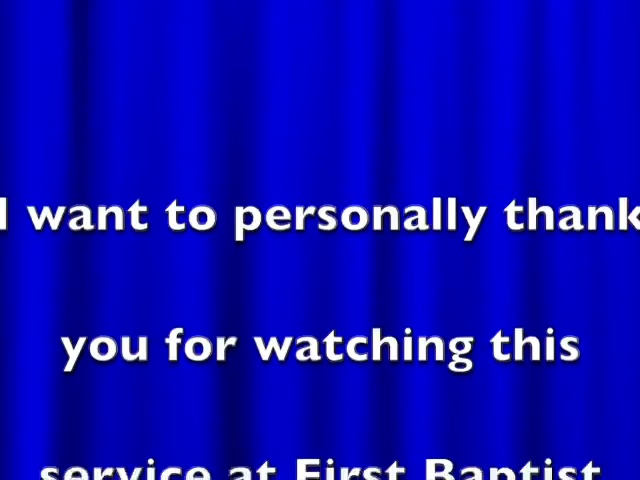 I want to personally thank
you for watching this
service at First Baptist